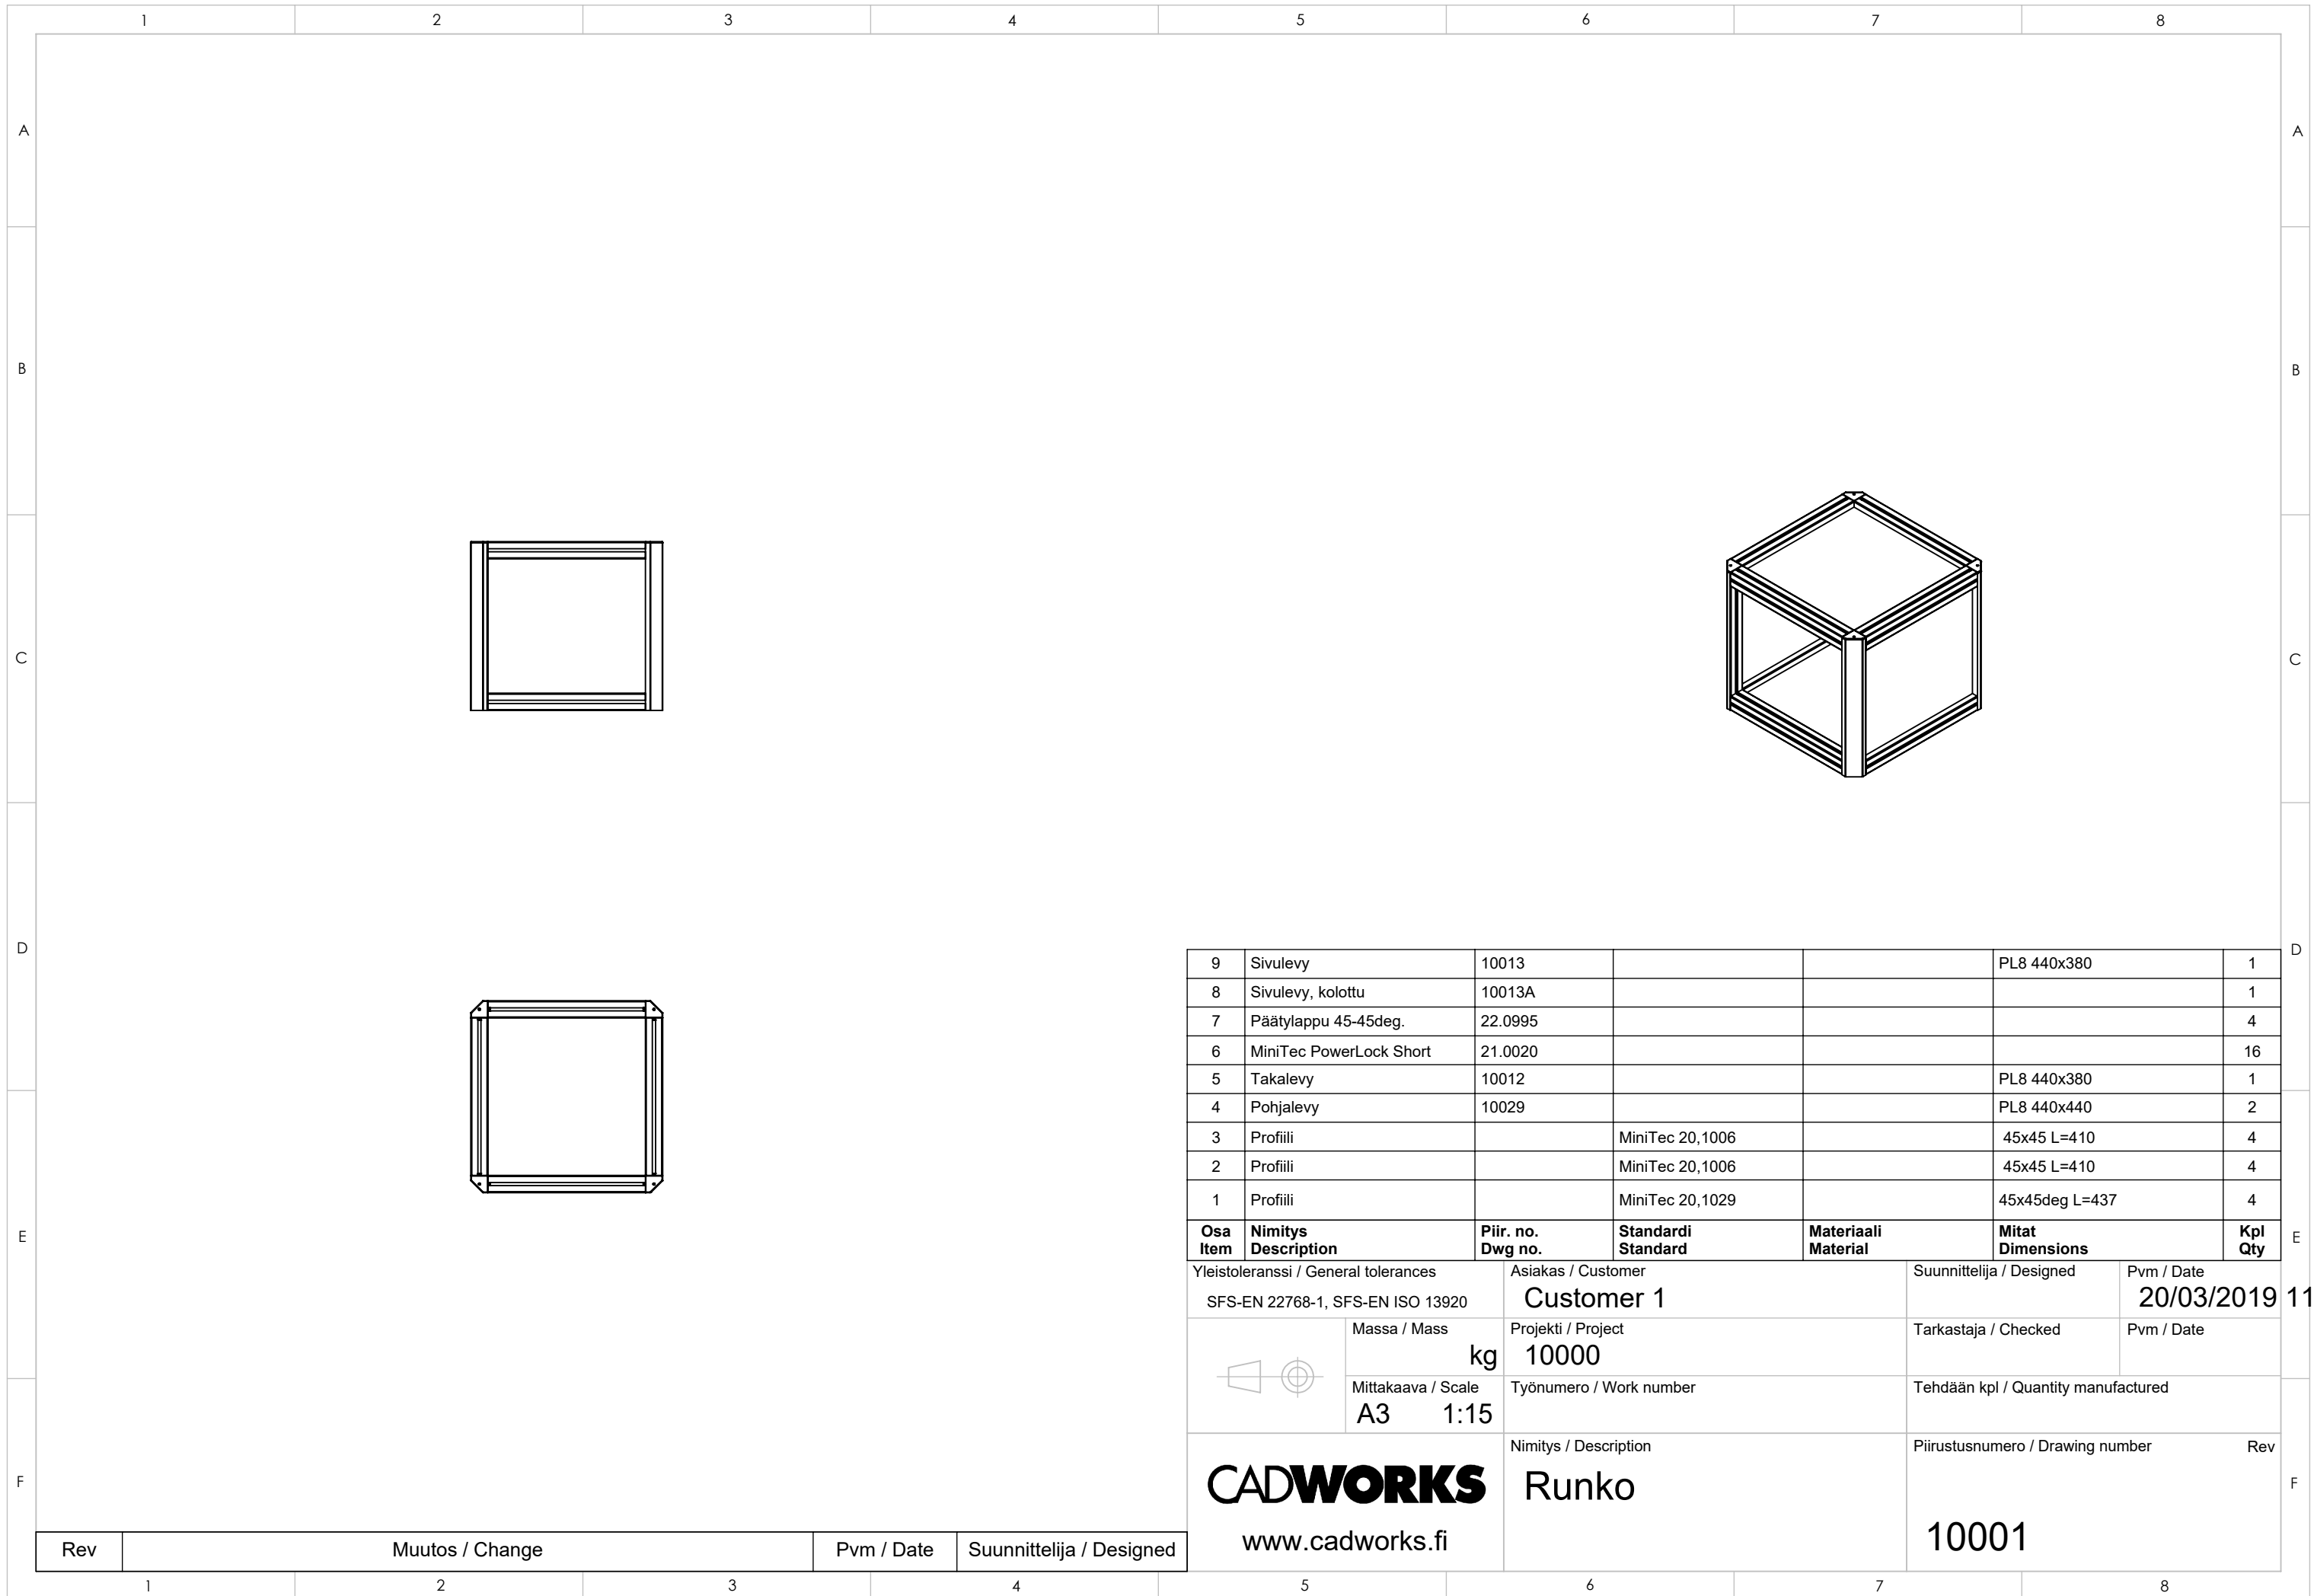 1 2 3 4 5 6 7 8
A A
B B
C C
D D
E E
F F
9 Sivulevy 10013 PL8 440x380 1
8 Sivulevy, kolottu 10013A 1
7 Päätylappu 45-45deg. 22.0995 4
6 MiniTec PowerLock Short 21.0020 16
5 Takalevy 10012 PL8 440x380 1
4 Pohjalevy 10029 PL8 440x440 2
3 Profiili MiniTec 20,1006 45x45 L=410 4
2 Profiili MiniTec 20,1006 45x45 L=410 4
1 Profiili MiniTec 20,1029 45x45deg L=437 4
Osa Nimitys Piir. no. Standardi Materiaali Mitat Kpl
Item Description Dwg no. Standard Material Dimensions Qty
Yleistoleranssi / General tolerances Asiakas / Customer Suunnittelija / Designed Pvm / Date
SFS-EN 22768-1, SFS-EN ISO 13920 Customer 1 20/03/2019 11
Massa / Mass Projekti / Project Tarkastaja / Checked Pvm / Date
kg 10000
Mittakaava / Scale Työnumero / Work number Tehdään kpl / Quantity manufactured
A3 1:15
Nimitys / Description Piirustusnumero / Drawing number Rev
CADWORKS Runko
www.cadworks.fi 10001
Rev Muutos / Change Pvm / Date Suunnittelija / Designed
1 2 3 4 5 6 7 8